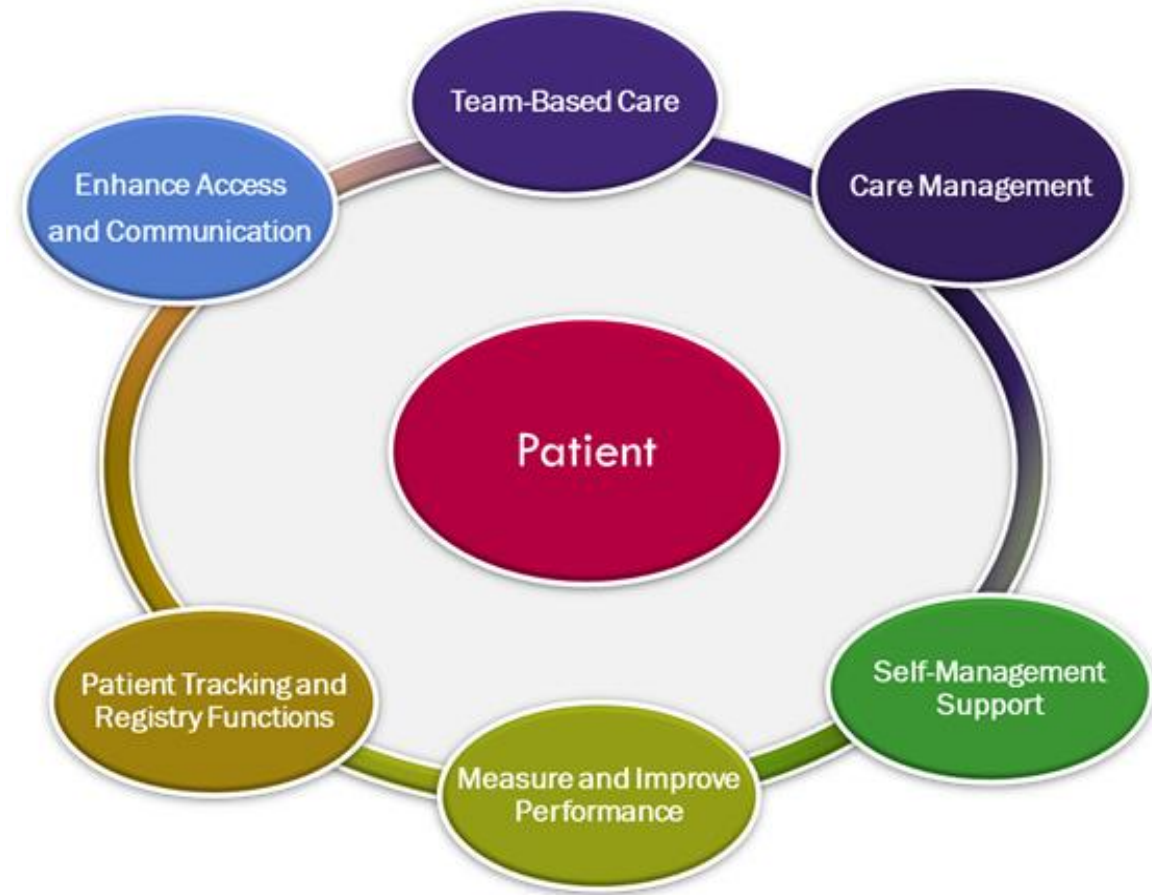 Team-Based Care
Enhance Access
and Communication
Care Management
Patient
Patient Tracking and
Registry Functions
Self-Management
Support
Measure and Improve
Performance